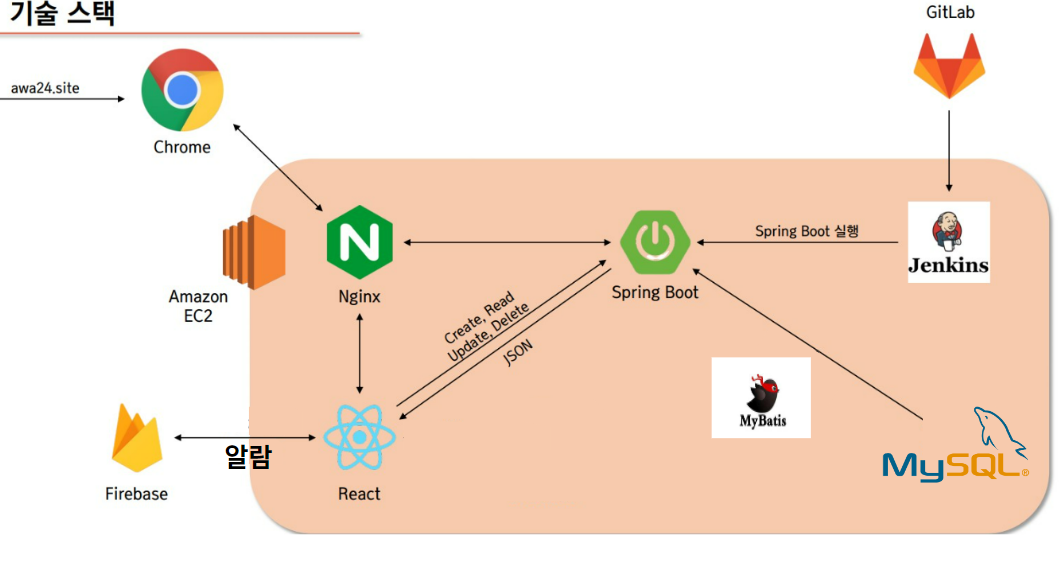 기술 스택
GitLab
awa24.site
Chrome
Spring Boot 실행
Jenkins
Amazon
EC2
Nginx
Spring Boot
Create, Read
Update, Delete
JSON
MyBatis
알람
MySQL®
Firebase
React